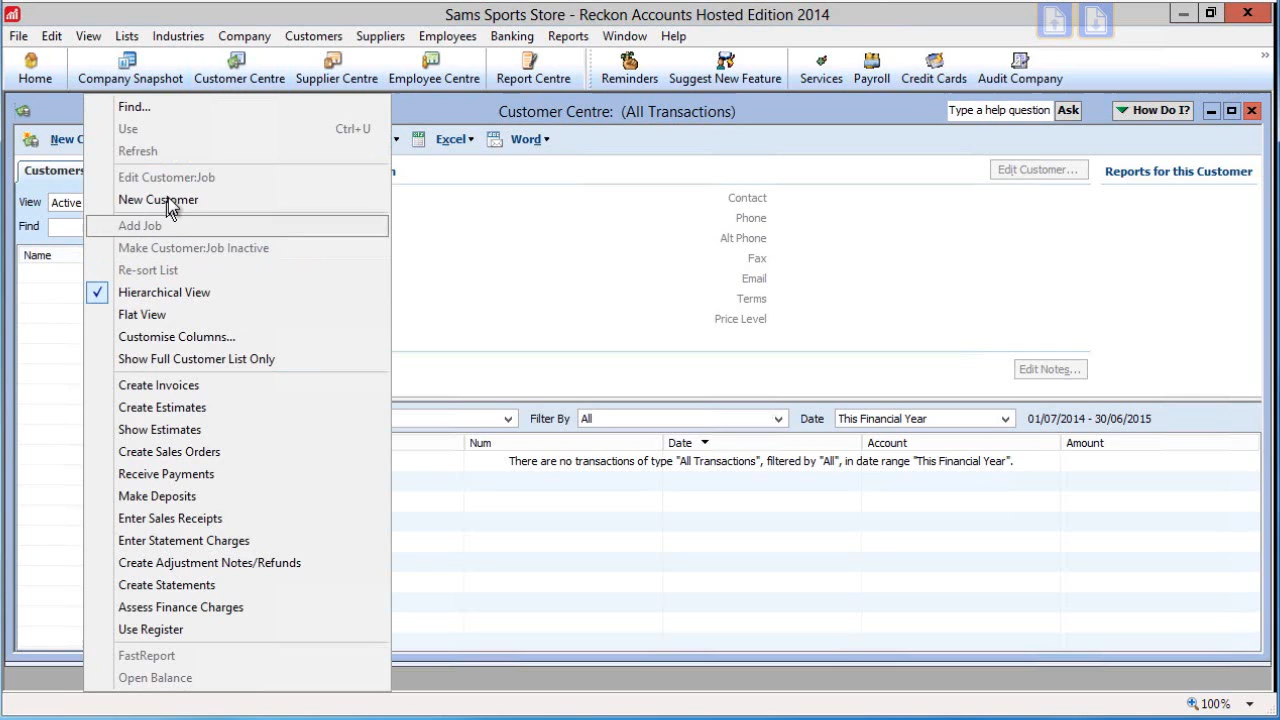 Sams Sports Store - Reckon Accounts Hosted Edition 2014
File Edit View Lists Industries Company Customers Suppliers Employees Banking Reports Window Help
Home Company Snapshot Customer Centre Supplier Centre Employee Centre Report Centre Reminders Suggest New Feature Services Payroll Credit Cards Audit Company
Customer Centre: (All Transactions) Type a help question Ask How Do I?
New C Excel Word
Customers
View Active
Find
Name
Find...
Use Ctrl+U
Refresh
Edit Customer:Job
New Customer
Add Job
Make Customer:Job Inactive
Re-sort List
Hierarchical View
Flat View
Customise Columns...
Show Full Customer List Only
Create Invoices
Create Estimates
Show Estimates
Create Sales Orders
Receive Payments
Make Deposits
Enter Sales Receipts
Enter Statement Charges
Create Adjustment Notes/Refunds
Create Statements
Assess Finance Charges
Use Register
FastReport
Open Balance
Edit Customer... Reports for this Customer
Contact
Phone
Alt Phone
Fax
Email
Terms
Price Level
Edit Notes...
Filter By All Date This Financial Year 01/07/2014 - 30/06/2015
Num Date Account Amount
There are no transactions of type "All Transactions", filtered by "All", in date range "This Financial Year".
100%